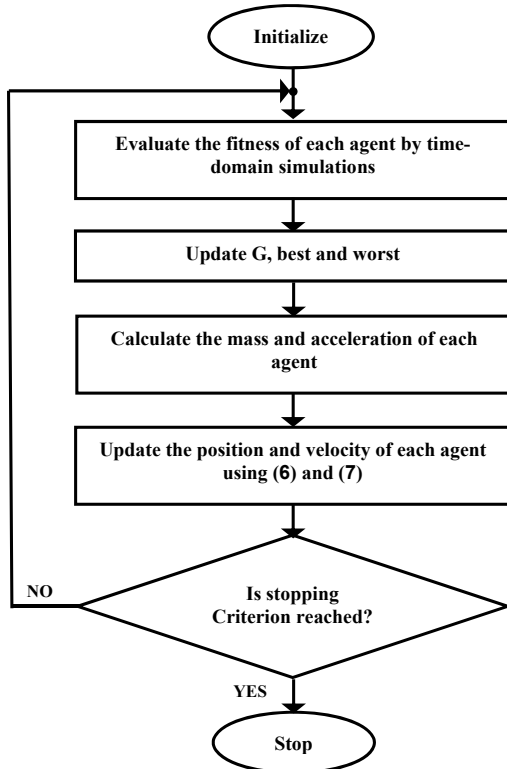 Initialize
Evaluate the fitness of each agent by time-
domain simulations
Update G, best and worst
Calculate the mass and acceleration of each
agent
Update the position and velocity of each agent
using (6) and (7)
Is stopping
Criterion reached?
NO
YES
Stop